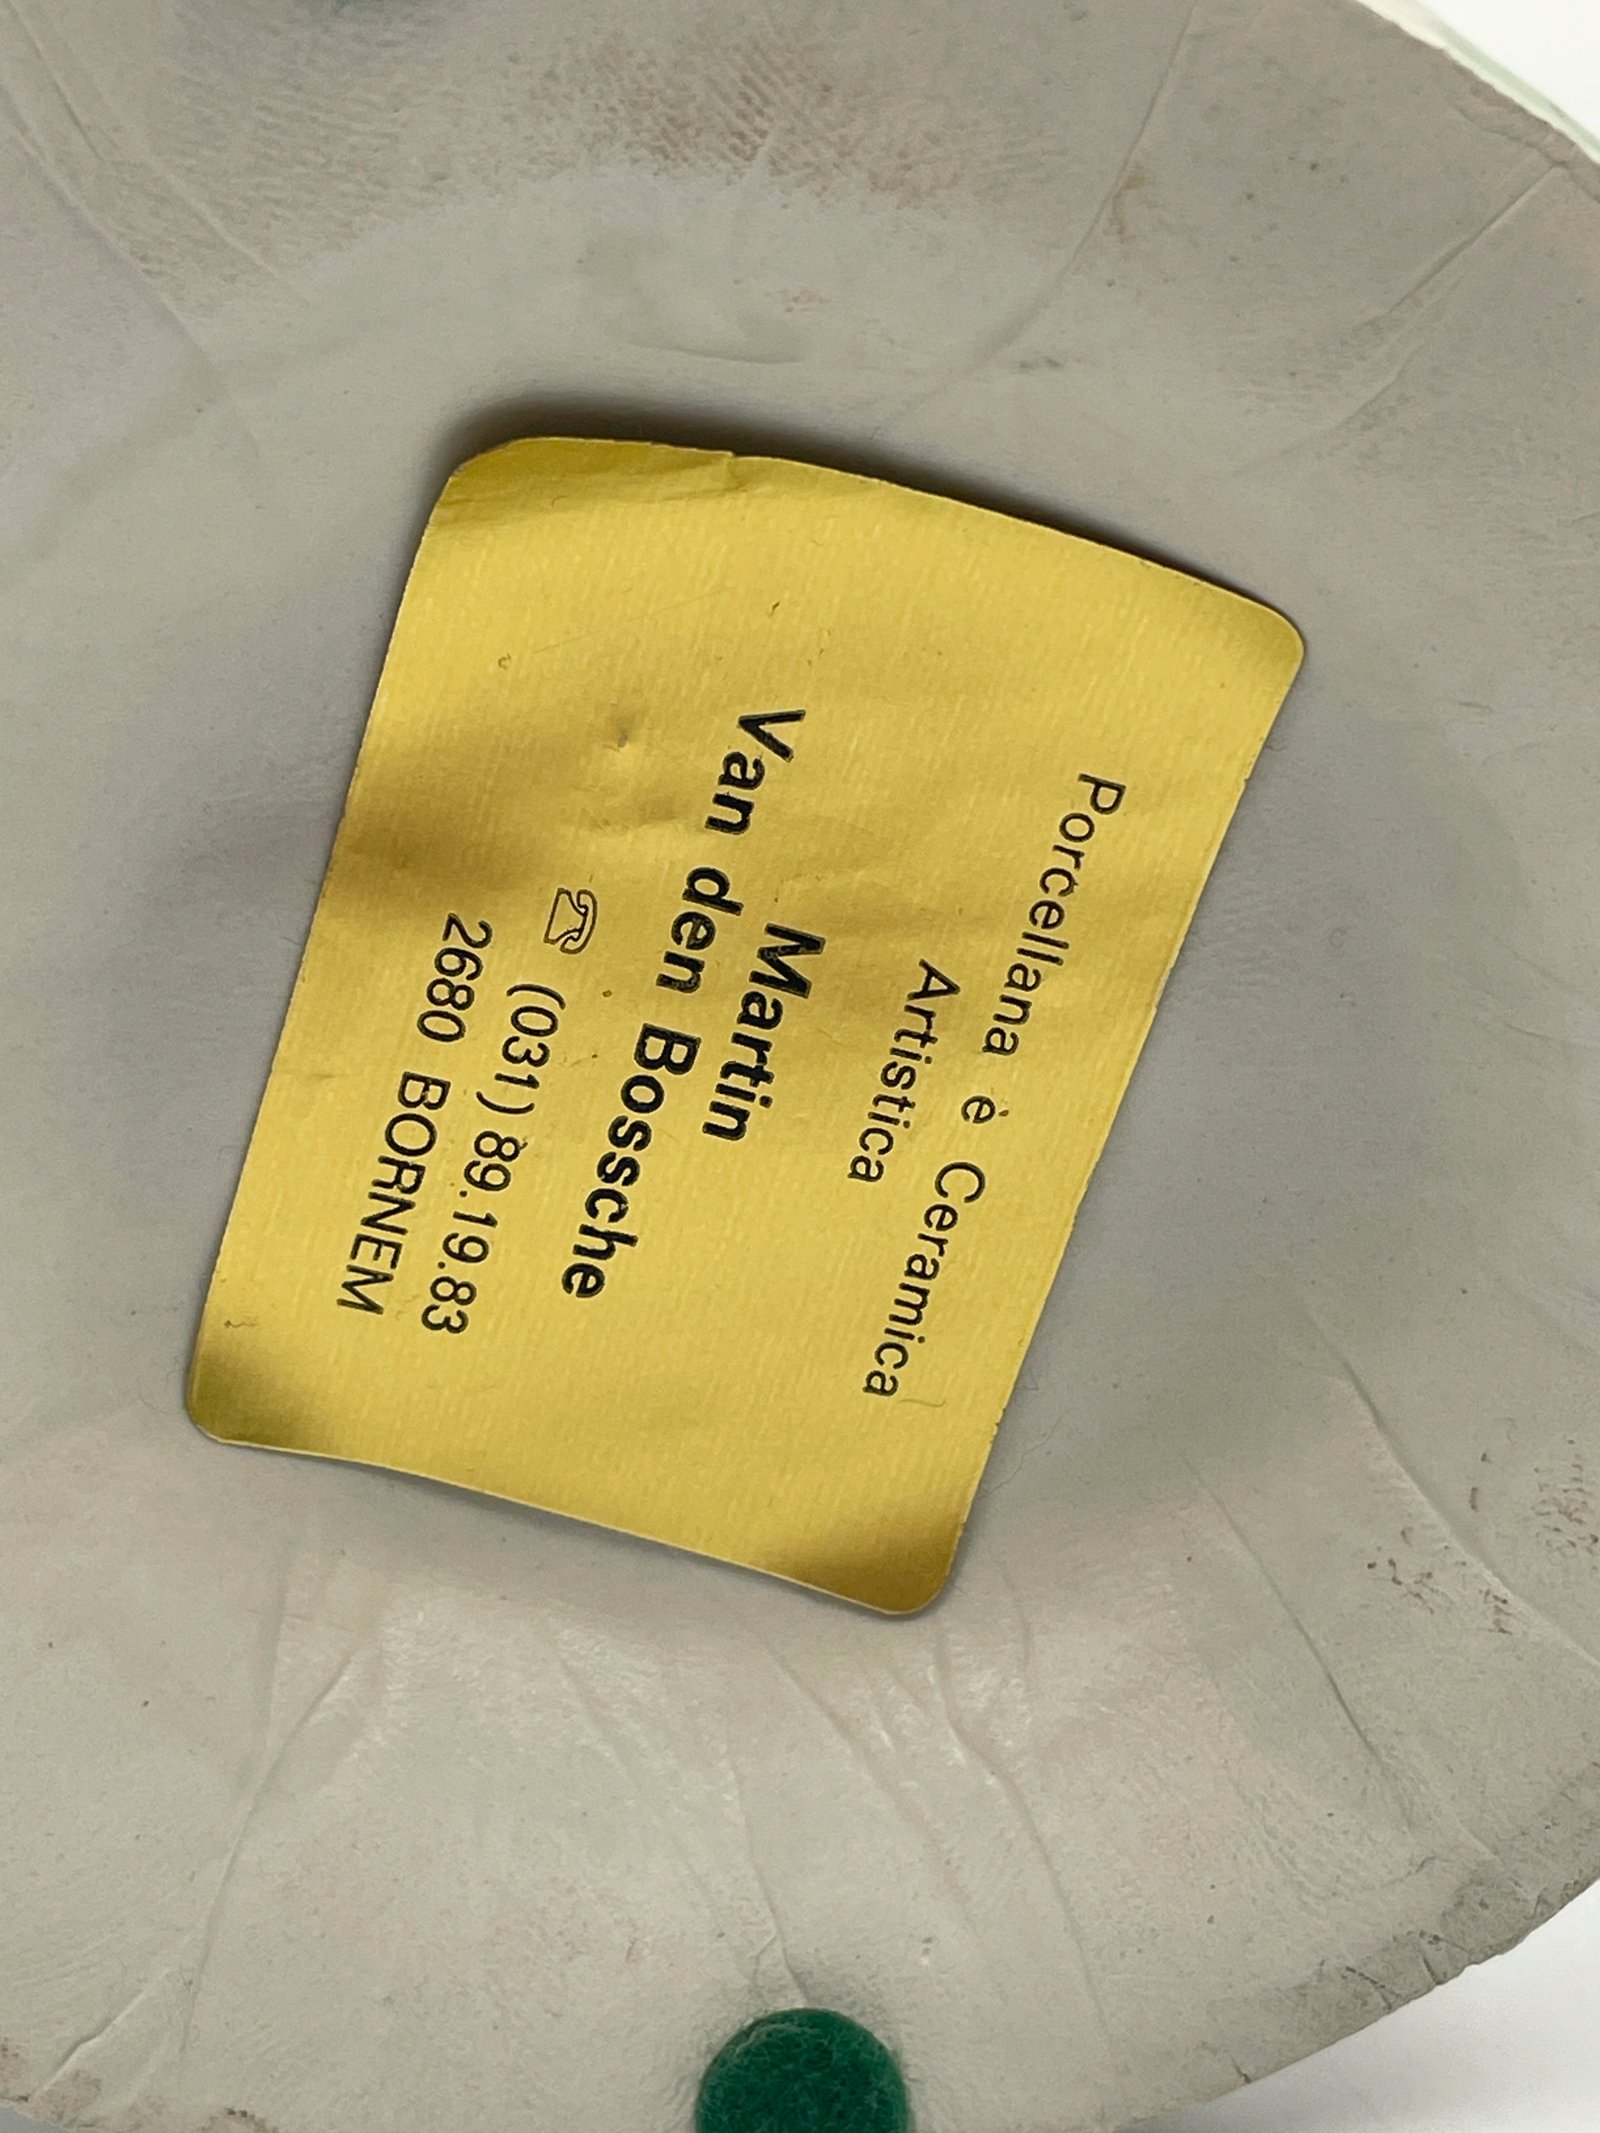 Porcellana è Ceramica
Artistica
Martin
Van den Bossche
☎ (031) 89.19.83
2680 BORNEM